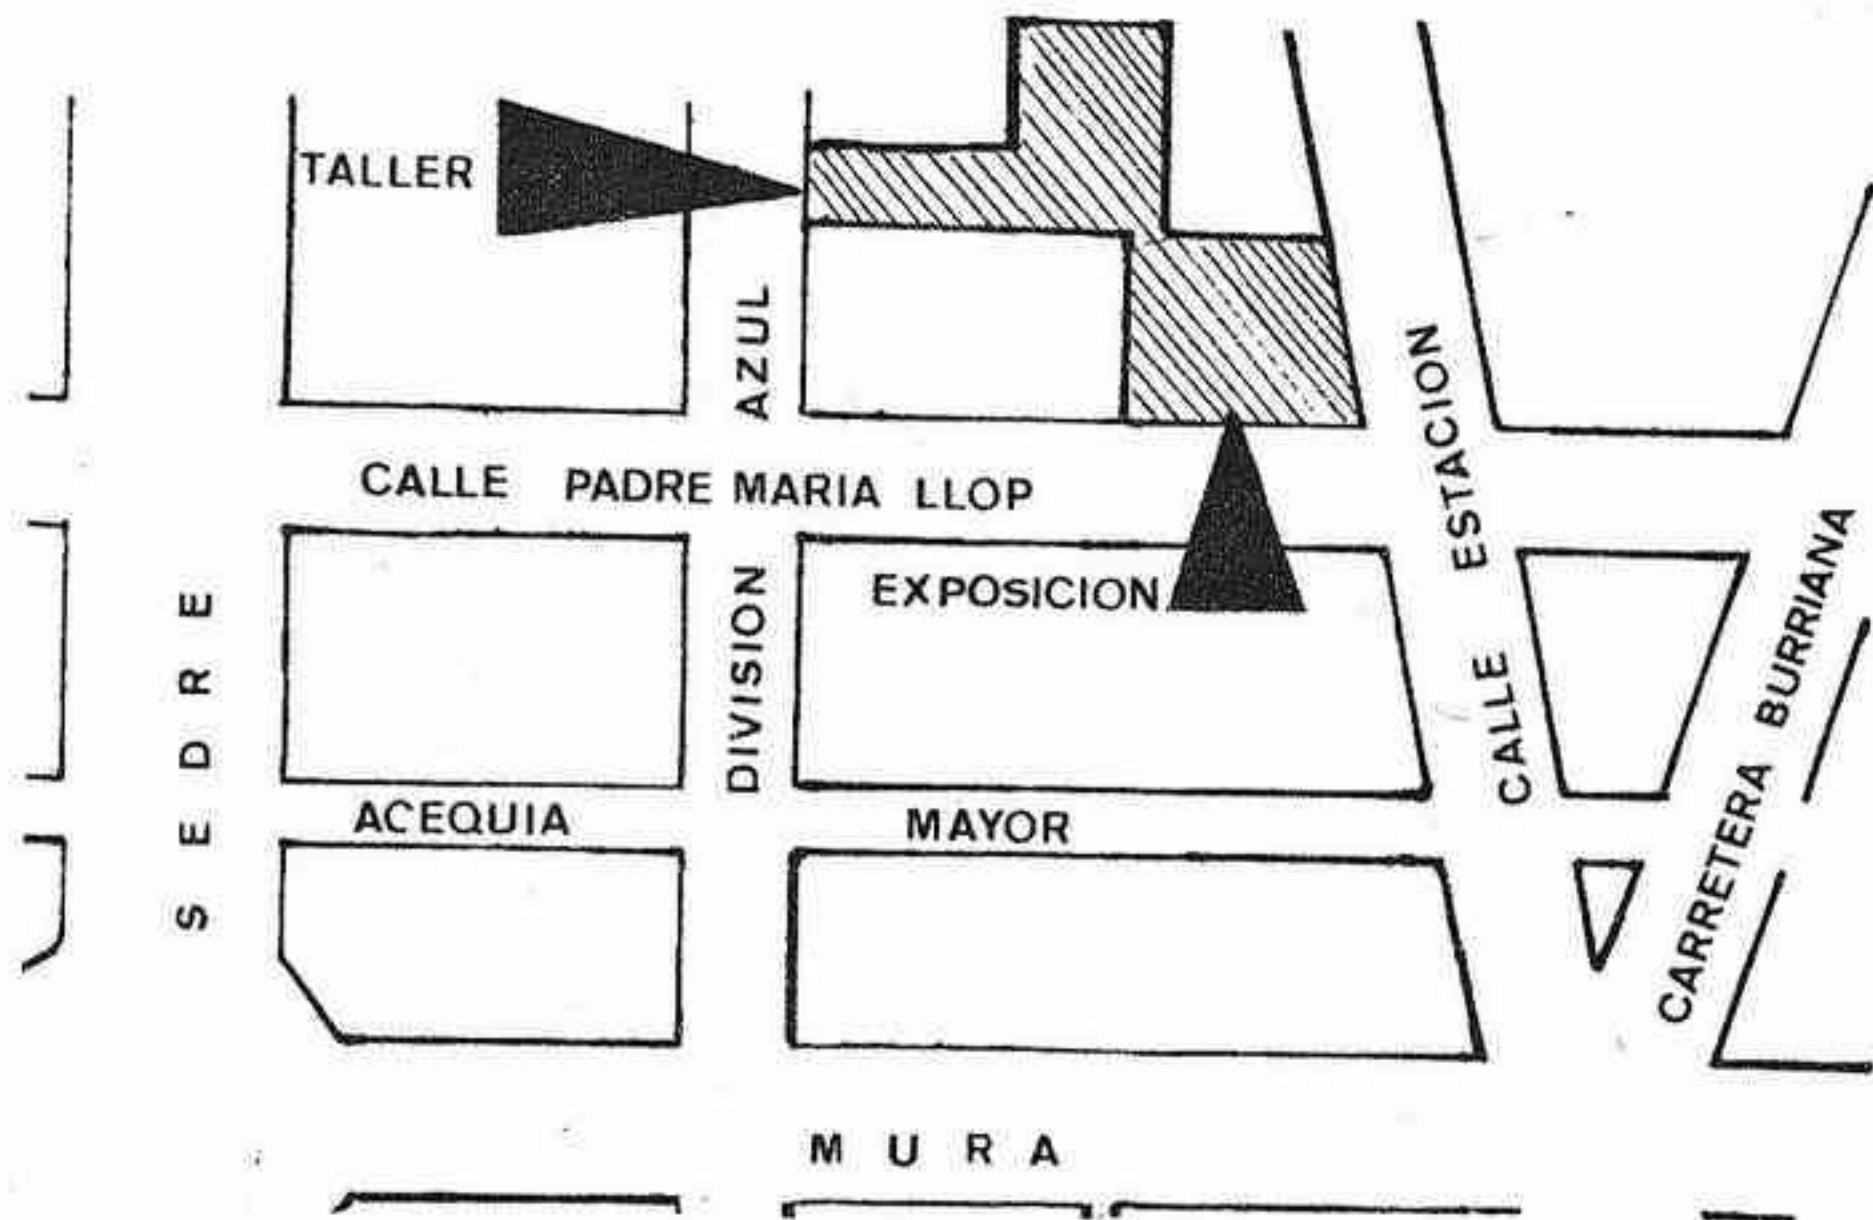 TALLER
DIVISION AZUL
CALLE PADRE MARIA LLOP
CALLE ESTACION
EXPOSICION
CARRETERA BURRIANA
SEDRE
ACEQUIA MAYOR
MURA